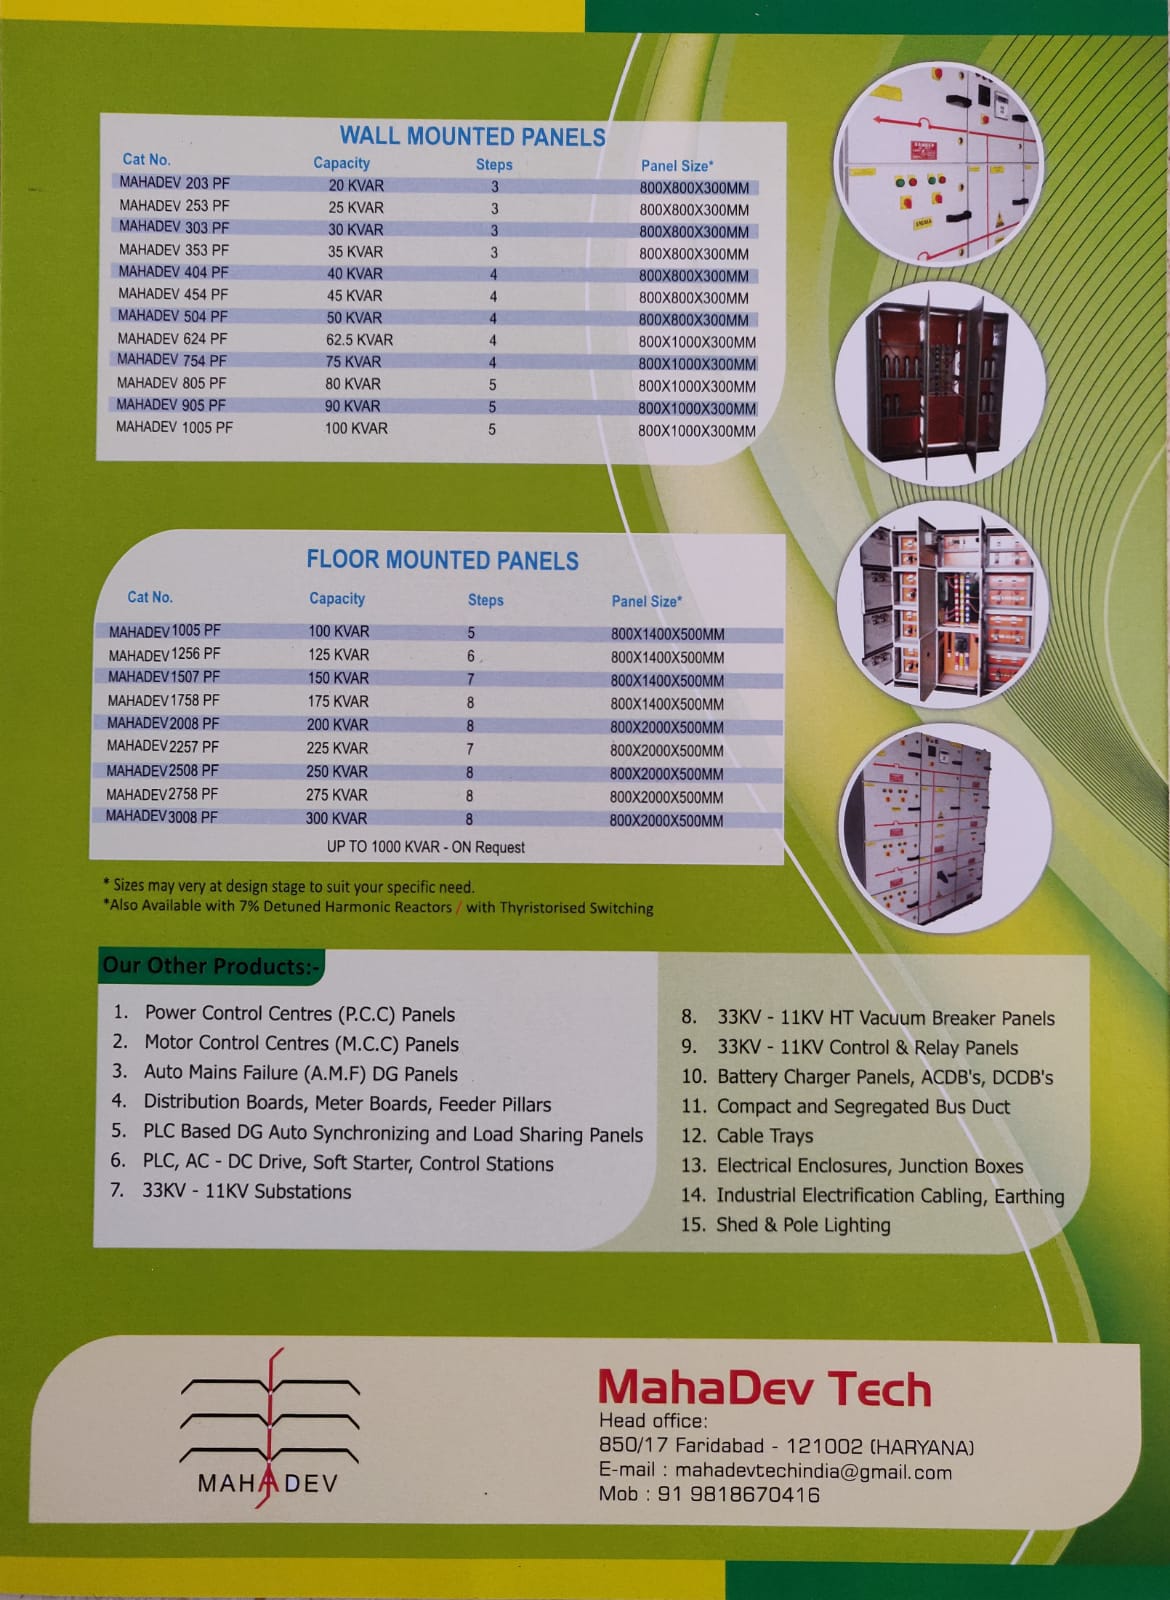 WALL MOUNTED PANELS
Cat No. Capacity Steps Panel Size*
MAHADEV 203 PF 20 KVAR 3 800X800X300MM
MAHADEV 253 PF 25 KVAR 3 800X800X300MM
MAHADEV 303 PF 30 KVAR 3 800X800X300MM
MAHADEV 353 PF 35 KVAR 3 800X800X300MM
MAHADEV 404 PF 40 KVAR 4 800X800X300MM
MAHADEV 454 PF 45 KVAR 4 800X800X300MM
MAHADEV 504 PF 50 KVAR 4 800X800X300MM
MAHADEV 624 PF 62.5 KVAR 4 800X1000X300MM
MAHADEV 754 PF 75 KVAR 4 800X1000X300MM
MAHADEV 805 PF 80 KVAR 5 800X1000X300MM
MAHADEV 905 PF 90 KVAR 5 800X1000X300MM
MAHADEV 1005 PF 100 KVAR 5 800X1000X300MM
FLOOR MOUNTED PANELS
Cat No. Capacity Steps Panel Size*
MAHADEV 1005 PF 100 KVAR 5 800X1400X500MM
MAHADEV 1256 PF 125 KVAR 6 800X1400X500MM
MAHADEV 1507 PF 150 KVAR 7 800X1400X500MM
MAHADEV 1758 PF 175 KVAR 8 800X1400X500MM
MAHADEV 2008 PF 200 KVAR 8 800X2000X500MM
MAHADEV 2257 PF 225 KVAR 7 800X2000X500MM
MAHADEV 2508 PF 250 KVAR 8 800X2000X500MM
MAHADEV 2758 PF 275 KVAR 8 800X2000X500MM
MAHADEV 3008 PF 300 KVAR 8 800X2000X500MM
UP TO 1000 KVAR - ON Request
* Sizes may very at design stage to suit your specific need.
*Also Available with 7% Detuned Harmonic Reactors / with Thyristorised Switching
Our Other Products:-
1. Power Control Centres (P.C.C) Panels
2. Motor Control Centres (M.C.C) Panels
3. Auto Mains Failure (A.M.F) DG Panels
4. Distribution Boards, Meter Boards, Feeder Pillars
5. PLC Based DG Auto Synchronizing and Load Sharing Panels
6. PLC, AC - DC Drive, Soft Starter, Control Stations
7. 33KV - 11KV Substations
8. 33KV - 11KV HT Vacuum Breaker Panels
9. 33KV - 11KV Control & Relay Panels
10. Battery Charger Panels, ACDB's, DCDB's
11. Compact and Segregated Bus Duct
12. Cable Trays
13. Electrical Enclosures, Junction Boxes
14. Industrial Electrification Cabling, Earthing
15. Shed & Pole Lighting
MAHADEV
MahaDev Tech
Head office:
850/17 Faridabad - 121002 (HARYANA)
E-mail : mahadevtechindia@gmail.com
Mob : 91 9818670416